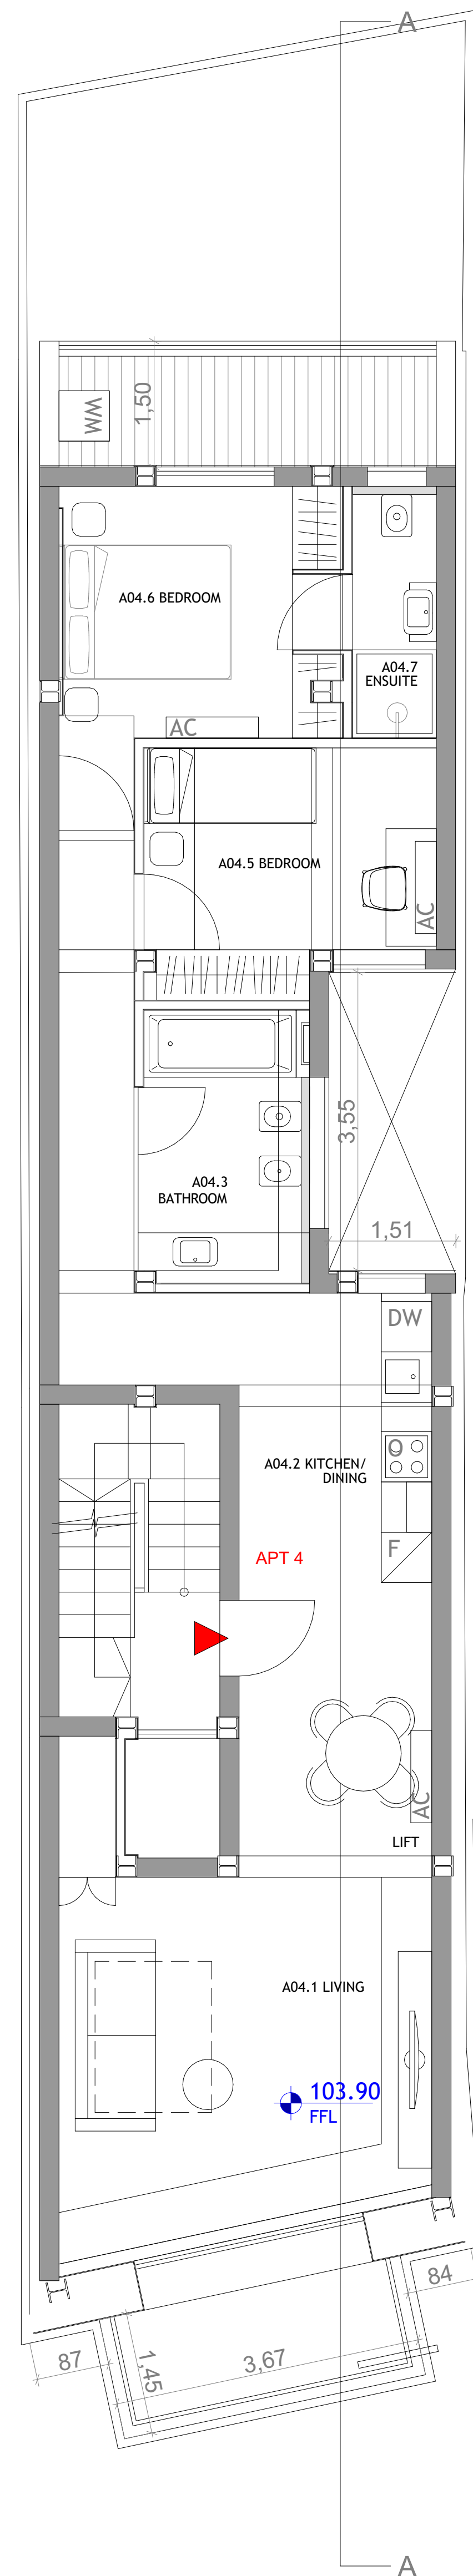 A
1,50
WM
A04.6 BEDROOM
A04.7
ENSUITE
AC
A04.5 BEDROOM
AC
3,55
A04.3
BATHROOM
1,51
DW
A04.2 KITCHEN/
DINING
O
APT 4
F
AC
LIFT
A04.1 LIVING
103.90
FFL
84
87
1,45
3,67
A